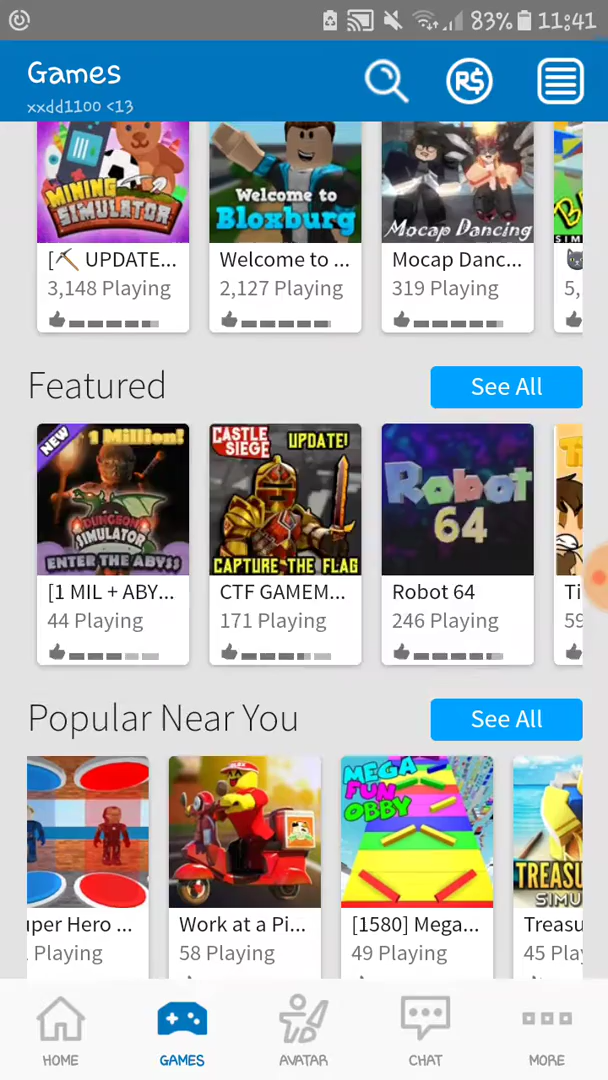 83% 11:41
Games
xxdd1100 <13
R$
MINING SIMULATOR
Welcome to Bloxburg
Mocap Dancing
[⛏ UPDATE...
Welcome to ...
Mocap Danc...
3,148 Playing
2,127 Playing
319 Playing
5,
Featured
See All
NEW
1 Million!
DUNGEON SIMULATOR
ENTER THE ABYSS
CASTLE SIEGE
UPDATE!
CAPTURE THE FLAG
Robot 64
[1 MIL + ABY...
CTF GAMEM...
Robot 64
Ti
44 Playing
171 Playing
246 Playing
59
Popular Near You
See All
MEGA FUN OBBY
TREASU
SIMU
uper Hero ...
Work at a Pi...
[1580] Mega...
Treasu
Playing
58 Playing
49 Playing
45 Play
HOME
GAMES
AVATAR
CHAT
MORE